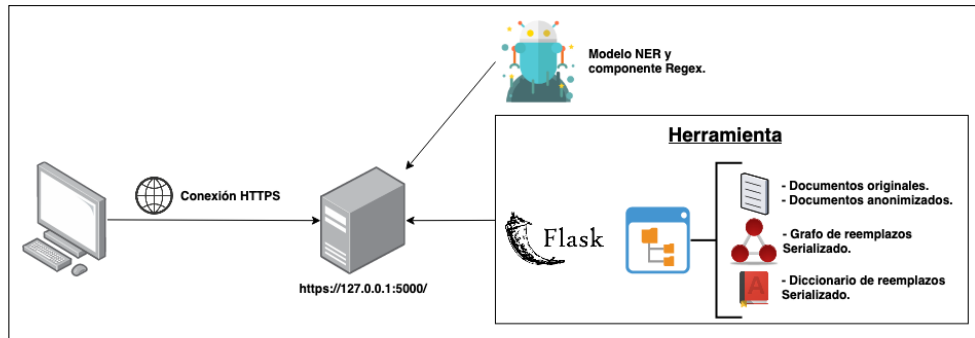 Modelo NER y
componente Regex.
Herramienta
Conexión HTTPS
- Documentos originales.
- Documentos anonimizados.
Flask
- Grafo de reemplazos
Serializado.
A
- Diccionario de reemplazos
Serializado.
https://127.0.0.1:5000/